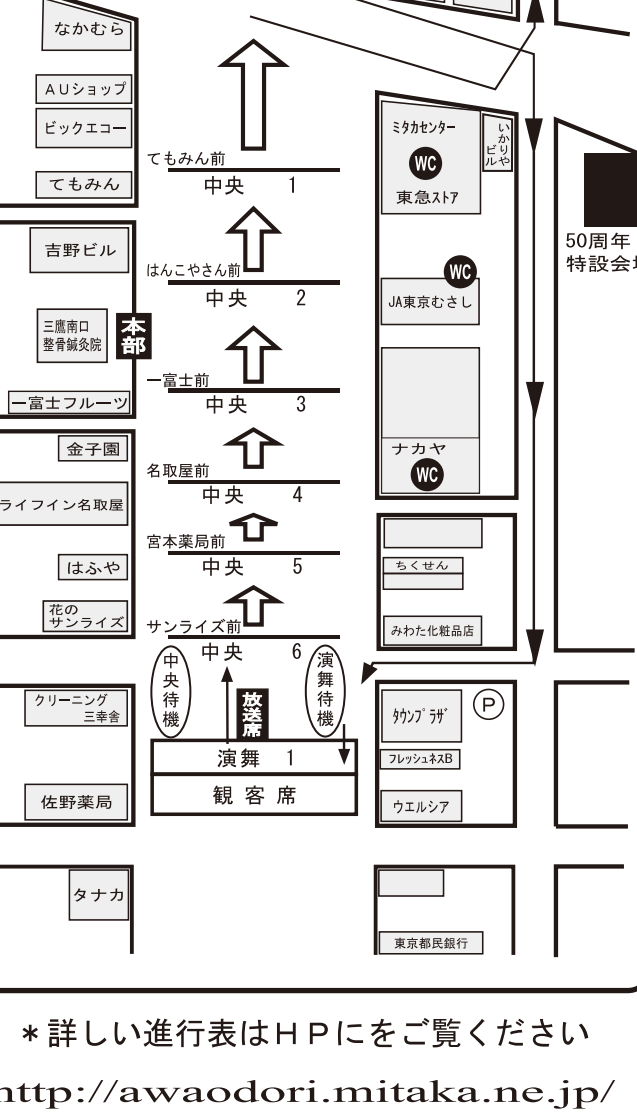 なかむら
AUショップ
ビックエコー
てもみん
吉野ビル
三鷹南口
整骨鍼灸院
本部
一富士フルーツ
金子園
ライフイン名取屋
はふや
花の
サンライズ
クリーニング
三幸舎
佐野薬局
タナカ
てもみん前
中央 1
はんこやさん前
中央 2
一富士前
中央 3
名取屋前
中央 4
宮本薬局前
中央 5
サンライズ前
中央 6
中央待機
演舞待機
放送席
演舞 1
観客席
ミタカセンター
WC
東急ストア
いかりや
ビル
WC
JA東京むさし
ナカヤ
WC
ちくせん
みわた化粧品店
タウンプラザ
P
フレッシュネスB
ウエルシア
東京都民銀行
50周年
特設会場
*詳しい進行表はHPにをご覧ください
http://awaodori.mitaka.ne.jp/